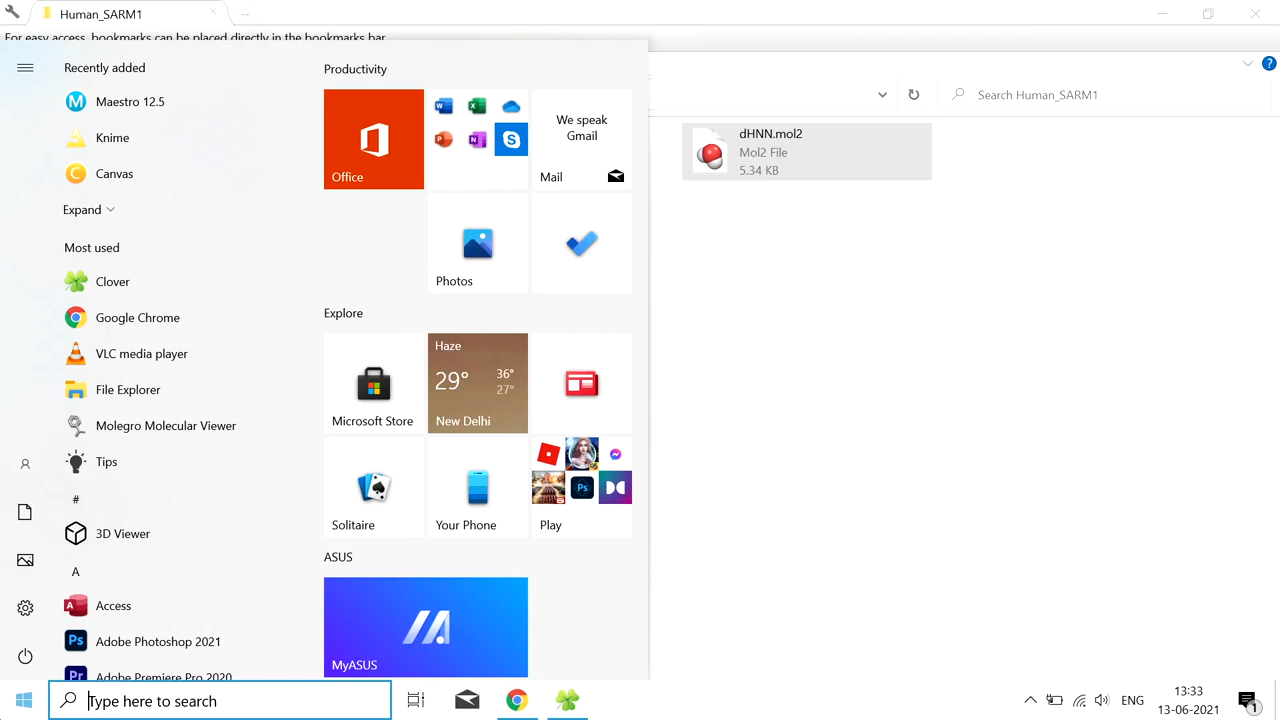 Human_SARM1
For easy access, bookmarks can be placed directly in the bookmarks bar
Search Human_SARM1
dHNN.mol2
Mol2 File
5.34 KB
Recently added
Maestro 12.5
Knime
Canvas
Expand
Most used
Clover
Google Chrome
VLC media player
File Explorer
Molegro Molecular Viewer
Tips
#
3D Viewer
A
Access
Adobe Photoshop 2021
Adobe Premiere Pro 2020
Productivity
Office
We speak
Gmail
Mail
Photos
Explore
Microsoft Store
Haze
29°
36°
27°
New Delhi
Solitaire
Your Phone
Play
ASUS
MyASUS
Type here to search
ENG
13:33
13-06-2021
1